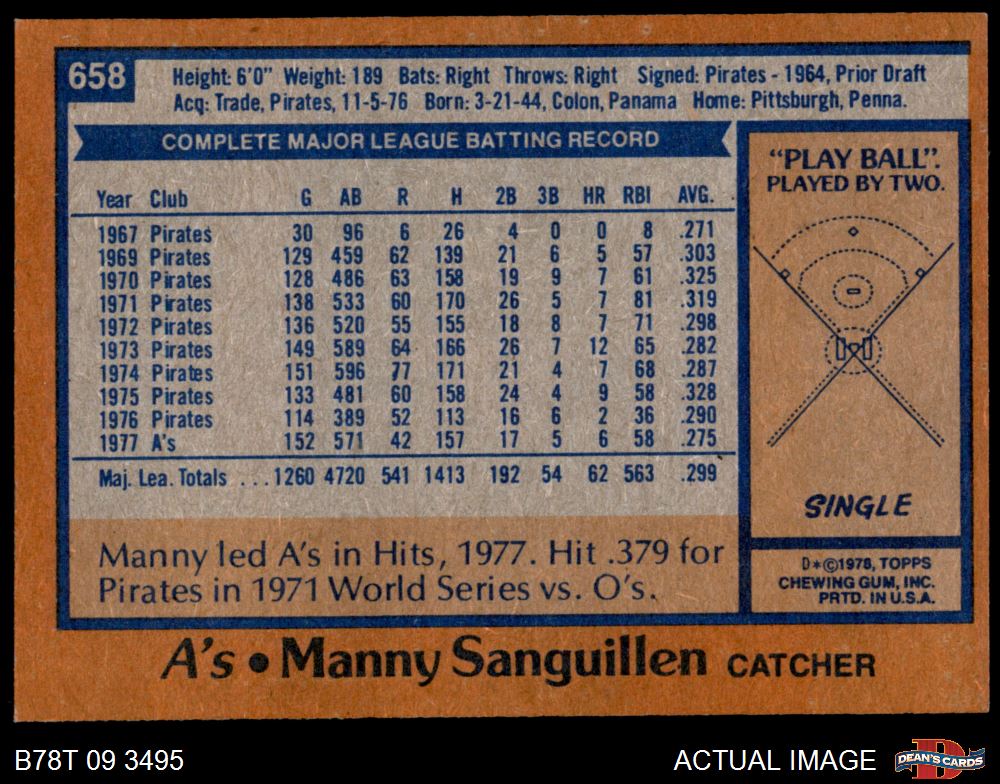 658
Height: 6'0" Weight: 189 Bats: Right Throws: Right Signed: Pirates - 1964, Prior Draft
Acq: Trade, Pirates, 11-5-76 Born: 3-21-44, Colon, Panama Home: Pittsburgh, Penna.
COMPLETE MAJOR LEAGUE BATTING RECORD
Year Club G AB R H 2B 3B HR RBI AVG.
1967 Pirates 30 96 6 26 4 0 0 8 .271
1969 Pirates 129 459 62 139 21 6 5 57 .303
1970 Pirates 128 486 63 158 19 9 7 61 .325
1971 Pirates 138 533 60 170 26 5 7 81 .319
1972 Pirates 136 520 55 155 18 8 7 71 .298
1973 Pirates 149 589 64 166 26 7 12 65 .282
1974 Pirates 151 596 77 171 21 4 7 68 .287
1975 Pirates 133 481 60 158 24 4 9 58 .328
1976 Pirates 114 389 52 113 16 6 2 36 .290
1977 A's 152 571 42 157 17 5 6 58 .275
Maj. Lea. Totals ... 1260 4720 541 1413 192 54 62 563 .299
Manny led A's in Hits, 1977. Hit .379 for
Pirates in 1971 World Series vs. O's.
"PLAY BALL".
PLAYED BY TWO.
SINGLE
D*©1978, TOPPS
CHEWING GUM, INC.
PRTD. IN U.S.A.
A's • Manny Sanguillen CATCHER
B78T 09 3495
ACTUAL IMAGE
DEAN'S CARDS